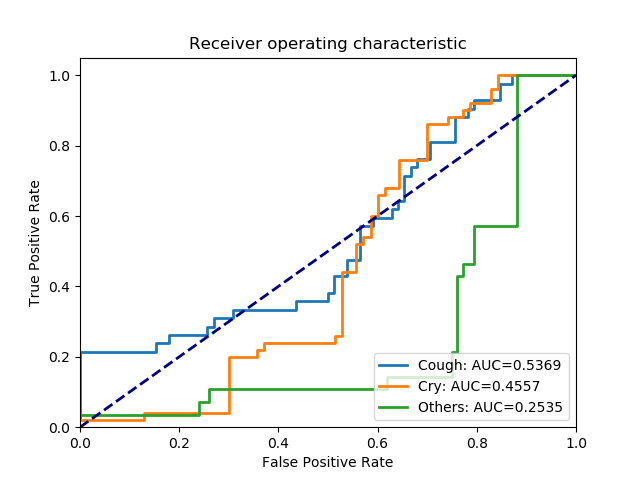 Receiver operating characteristic
True Positive Rate
1.0
0.8
0.6
0.4
0.2
0.0
Cough: AUC=0.5369
Cry: AUC=0.4557
Others: AUC=0.2535
0.0 0.2 0.4 0.6 0.8 1.0
False Positive Rate